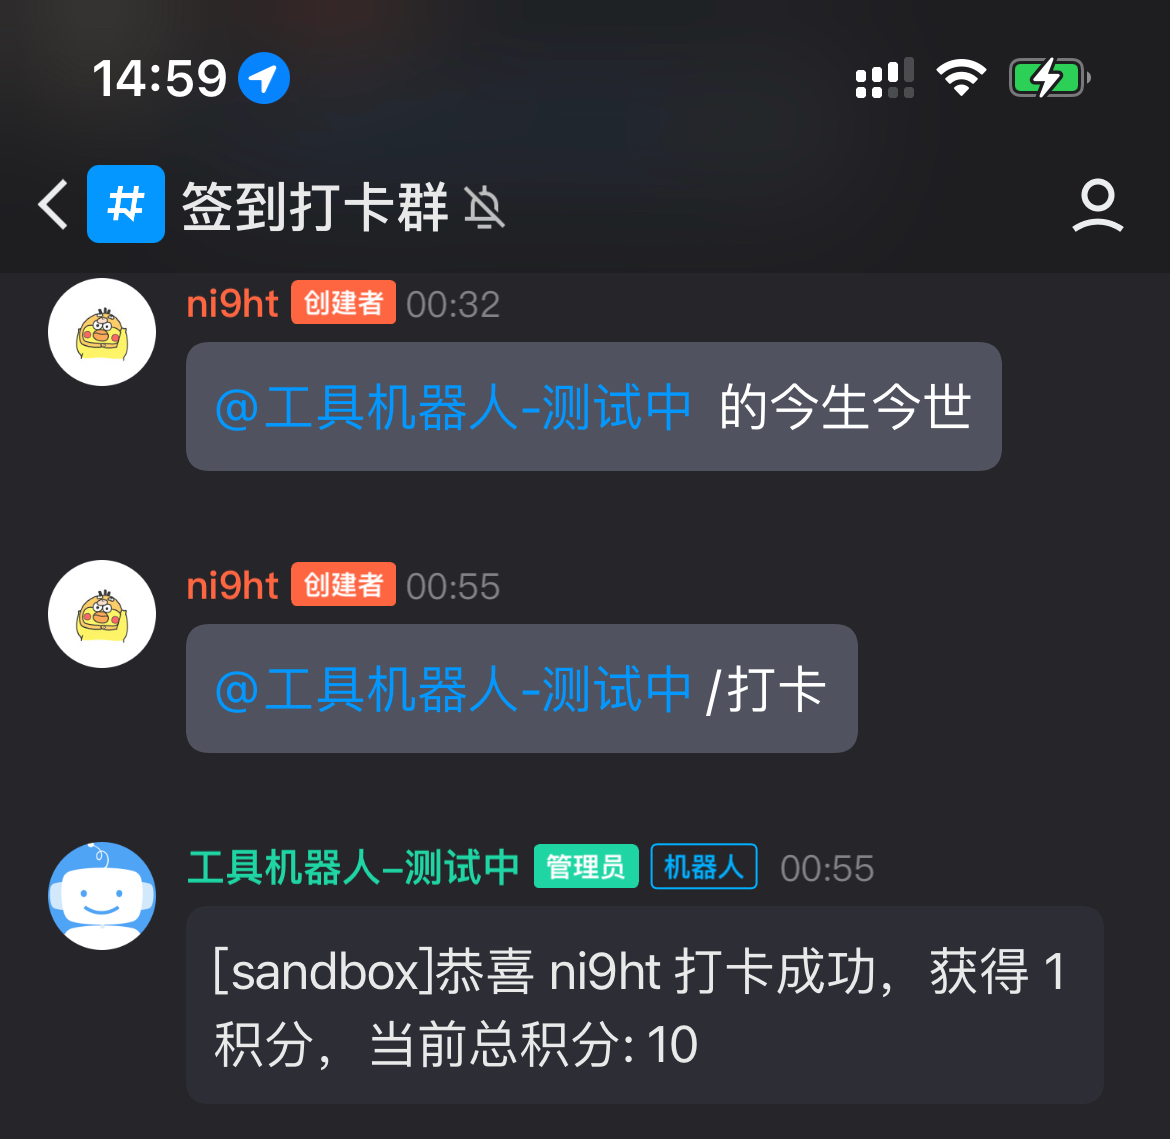 14:59
# 签到打卡群
ni9ht 创建者 00:32
@工具机器人-测试中 的今生今世
ni9ht 创建者 00:55
@工具机器人-测试中 /打卡
工具机器人-测试中 管理员 机器人 00:55
[sandbox]恭喜 ni9ht 打卡成功，获得 1
积分，当前总积分: 10